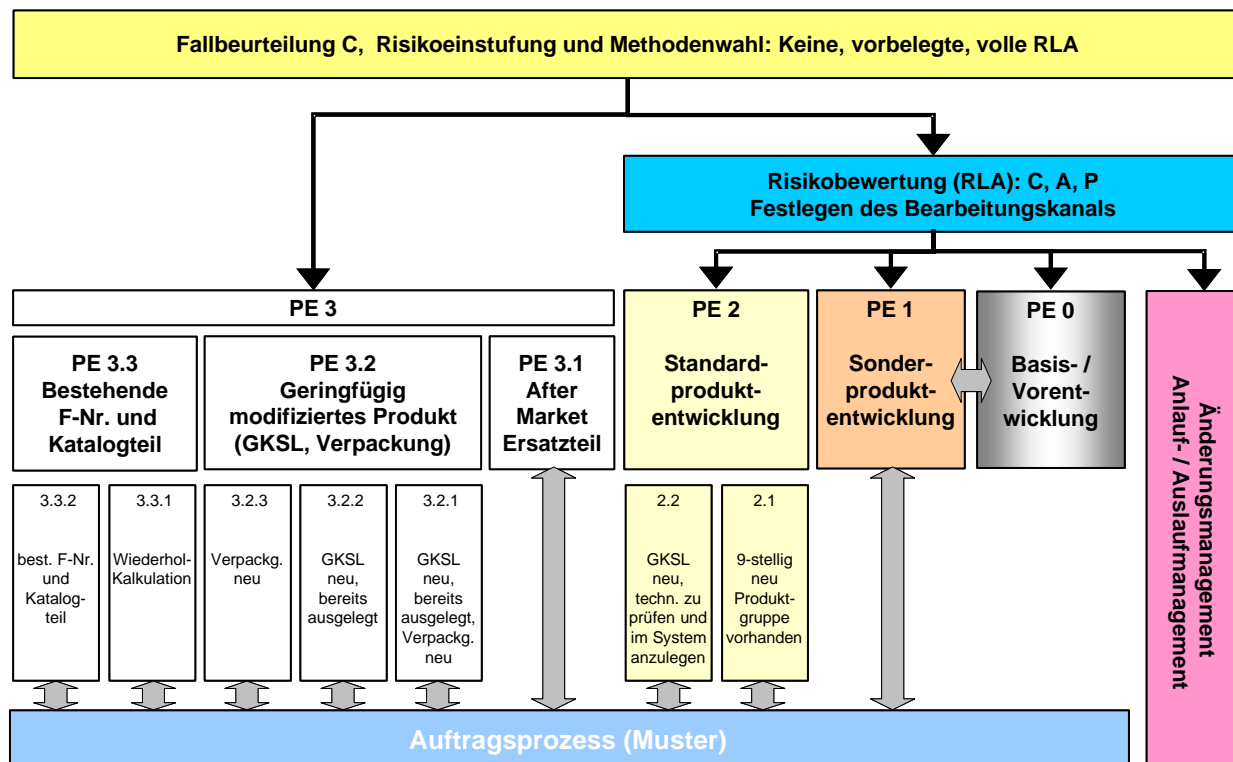 Fallbeurteilung C, Risikoeinstufung und Methodenwahl: Keine, vorbelegte, volle RLA
Risikobewertung (RLA): C, A, P
Festlegen des Bearbeitungskanals
PE 3
PE 3.3
Bestehende
F-Nr. und
Katalogteil
PE 3.2
Geringfügig
modifiziertes Produkt
(GKSL, Verpackung)
PE 3.1
After
Market
Ersatzteil
PE 2
Standard-
produkt-
entwicklung
PE 1
Sonder-
produkt-
entwicklung
PE 0
Basis- /
Vorent-
wicklung
Änderungsmanagement
Anlauf- / Auslaufmanagement
3.3.2
best. F-Nr.
und
Katalog-
teil
3.3.1
Wiederhol-
Kalkulation
3.2.3
Verpackg.
neu
3.2.2
GKSL
neu,
bereits
ausgelegt
3.2.1
GKSL
neu,
bereits
ausgelegt,
Verpackg.
neu
2.2
GKSL
neu,
techn. zu
prüfen und
im System
anzulegen
2.1
9-stellig
neu
Produkt-
gruppe
vorhanden
Auftragsprozess (Muster)